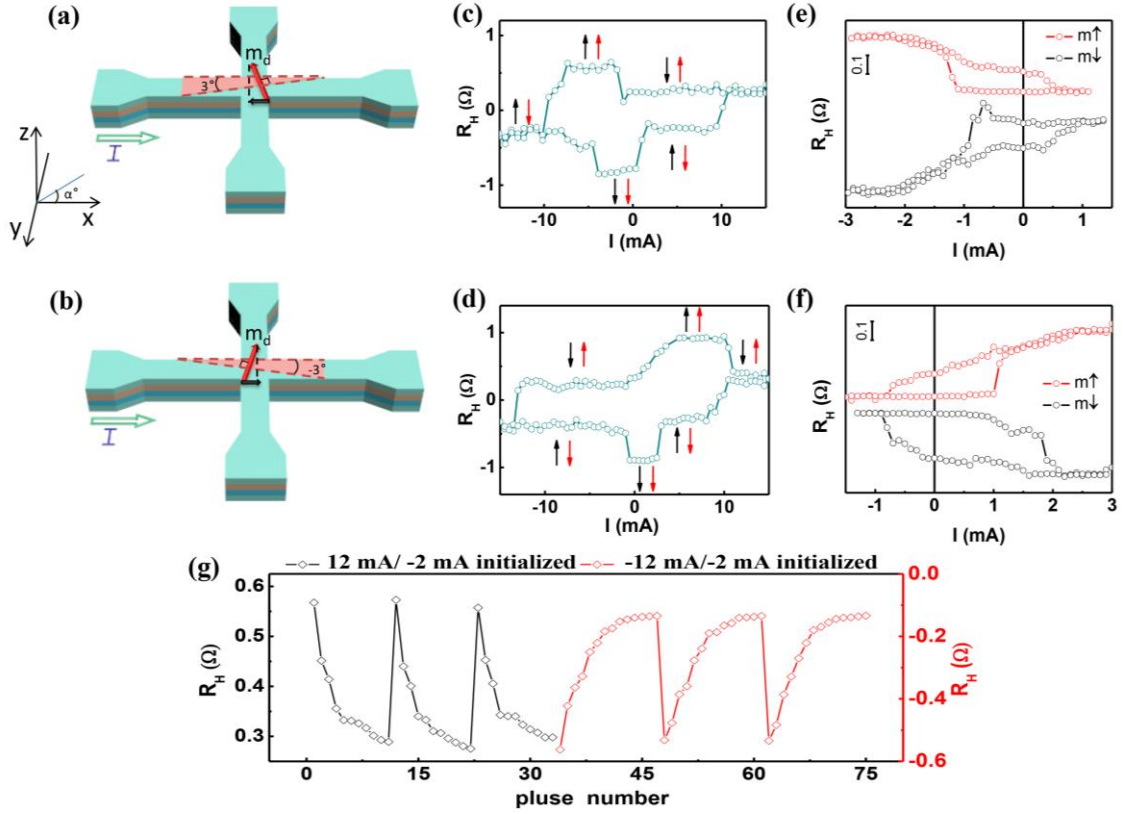 (a)
m_d
3°
I
Z
α°
X
y
(b)
m_d
-3°
I
(c)
1
0
-1
R_H (Ω)
-10 0 10
I (mA)
(d)
1
0
-1
R_H (Ω)
-10 0 10
I (mA)
(e)
0.1
m↑
m↓
R_H (Ω)
-3 -2 -1 0 1
I (mA)
(f)
0.1
m↑
m↓
R_H (Ω)
-1 0 1 2 3
I (mA)
(g)
12 mA/ -2 mA initialized
-12 mA/-2 mA initialized
0.6
0.5
0.4
0.3
R_H (Ω)
0.0
-0.2
-0.4
-0.6
R_H (Ω)
0 15 30 45 60 75
pluse number